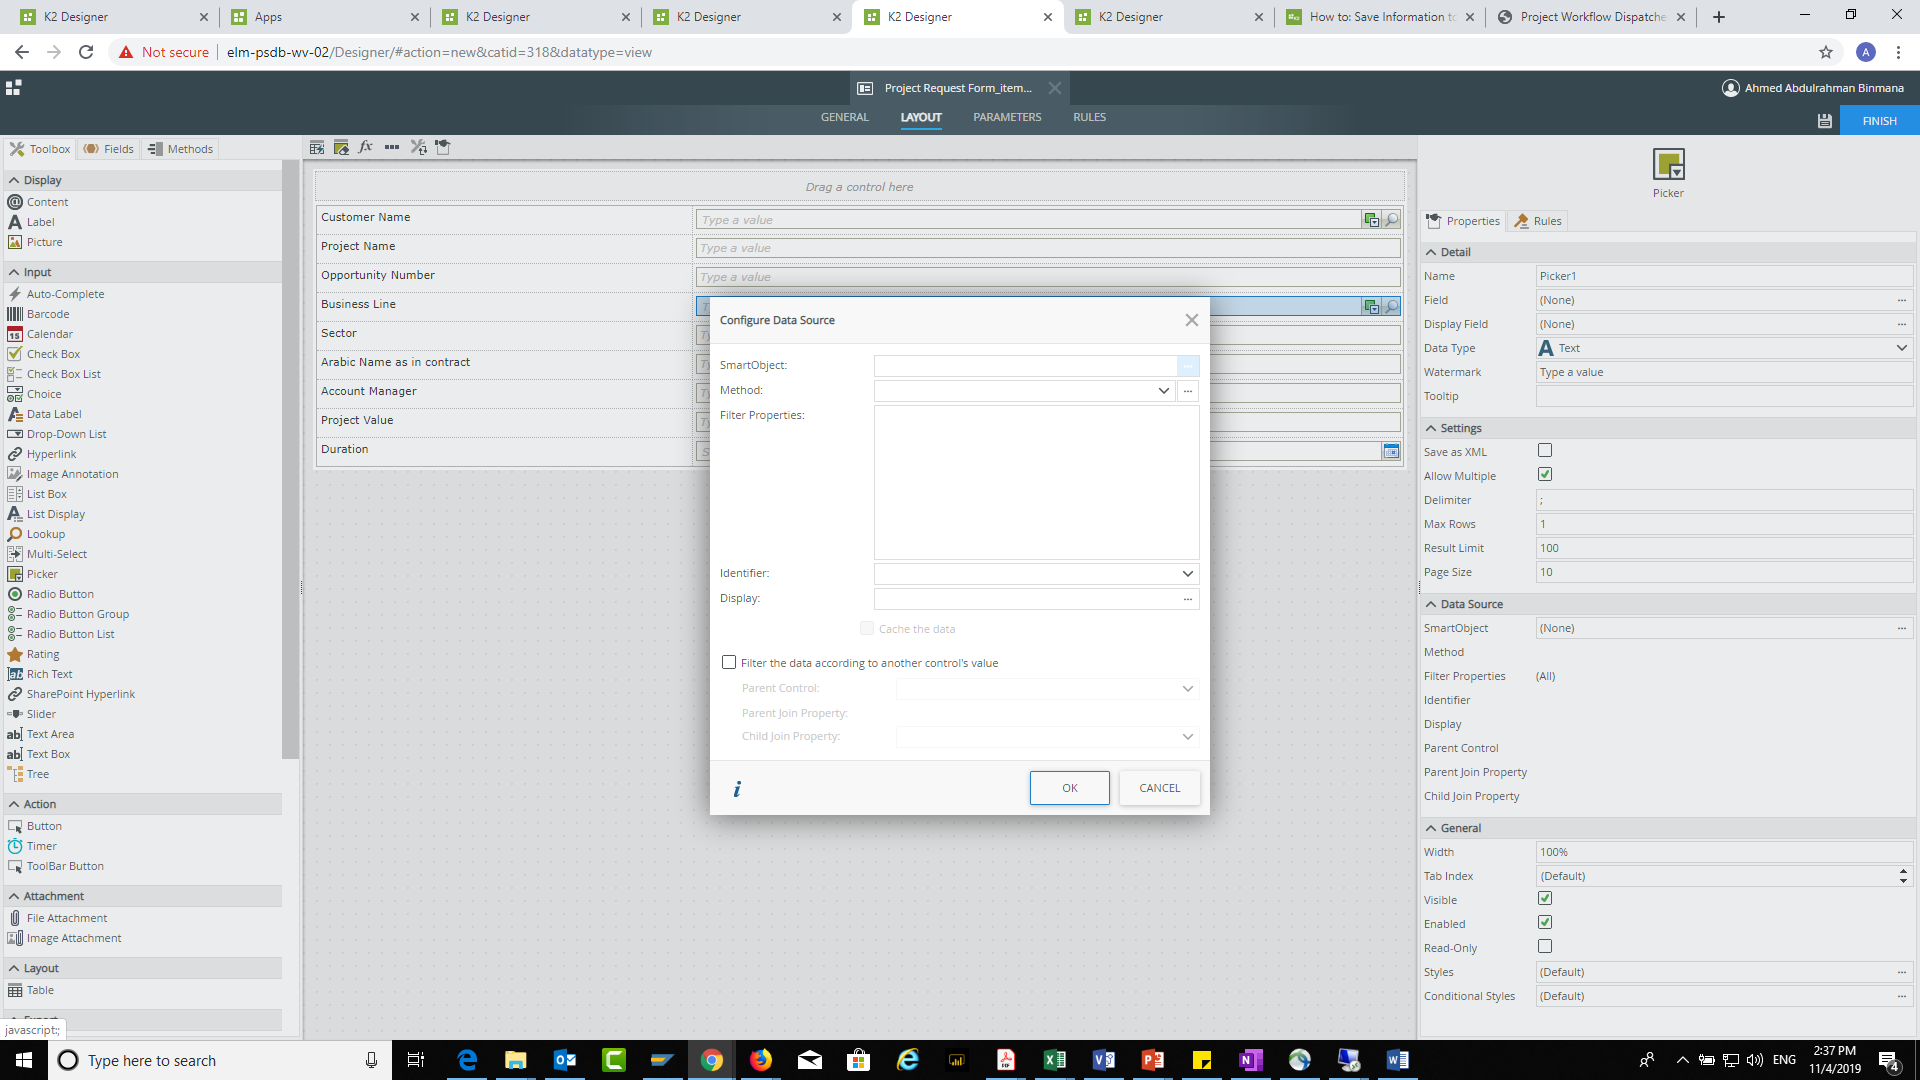 K2 Designer
Apps
K2 Designer
K2 Designer
K2 Designer
K2 Designer
How to: Save Information to
Project Workflow Dispatche
Not secure
elm-psdb-wv-02/Designer/#action=new&catid=318&datatype=view
A
Project Request Form_item...
Ahmed Abdulrahman Binmana
GENERAL
LAYOUT
PARAMETERS
RULES
FINISH
Toolbox
Fields
Methods
Display
Content
Label
Picture
Input
Auto-Complete
Barcode
Calendar
Check Box
Check Box List
Choice
Data Label
Drop-Down List
Hyperlink
Image Annotation
List Box
List Display
Lookup
Multi-Select
Picker
Radio Button
Radio Button Group
Radio Button List
Rating
Rich Text
SharePoint Hyperlink
Slider
Text Area
Text Box
Tree
Action
Button
Timer
ToolBar Button
Attachment
File Attachment
Image Attachment
Layout
Table
javascript:;
Drag a control here
Customer Name
Type a value
Project Name
Type a value
Opportunity Number
Type a value
Business Line
Sector
Arabic Name as in contract
Account Manager
Project Value
Duration
Configure Data Source
SmartObject:
Method:
Filter Properties:
Identifier:
Display:
Cache the data
Filter the data according to another control's value
Parent Control:
Parent Join Property:
Child Join Property:
OK
CANCEL
Picker
Properties
Rules
Detail
Name
Picker1
Field
(None)
Display Field
(None)
Data Type
Text
Watermark
Type a value
Tooltip
Settings
Save as XML
Allow Multiple
Delimiter
;
Max Rows
1
Result Limit
100
Page Size
10
Data Source
SmartObject
(None)
Method
Filter Properties
(All)
Identifier
Display
Parent Control
Parent Join Property
Child Join Property
General
Width
100%
Tab Index
(Default)
Visible
Enabled
Read-Only
Styles
(Default)
Conditional Styles
(Default)
Type here to search
ENG
2:37 PM
11/4/2019
4